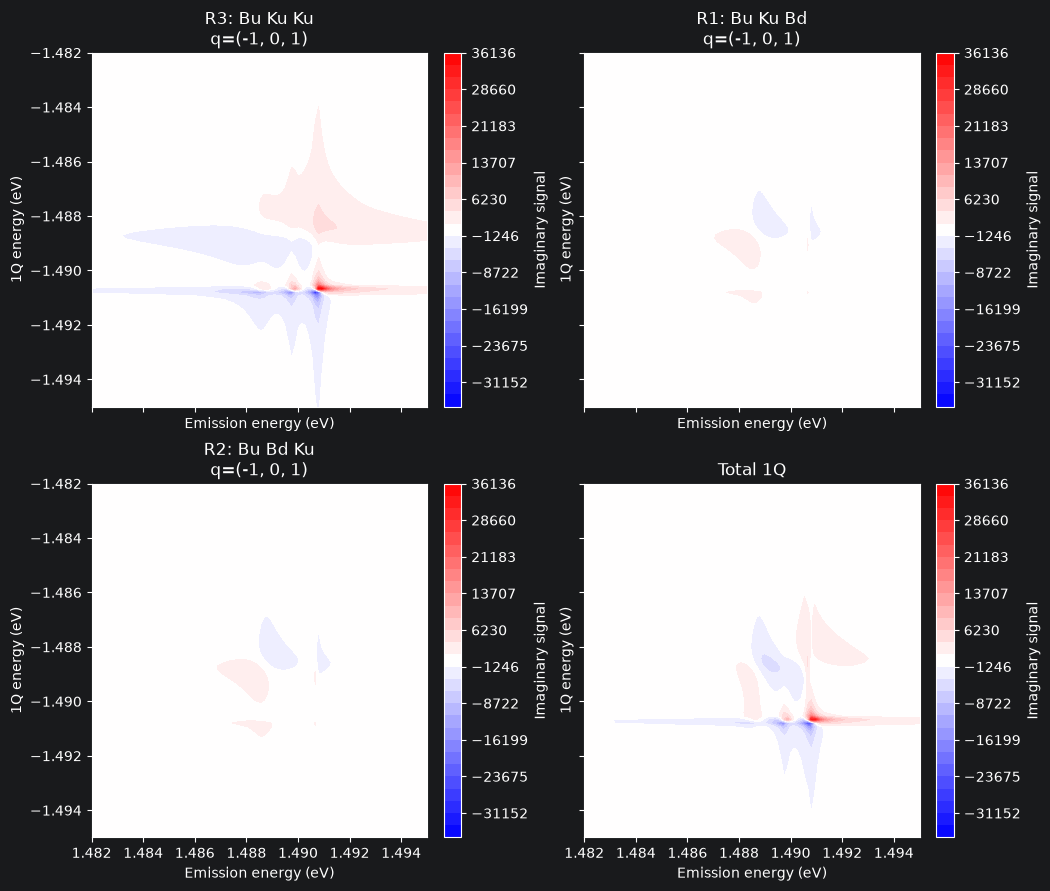 R3: Bu Ku Ku
q=(-1, 0, 1)
−1.482
−1.484
−1.486
−1.488
−1.490
−1.492
−1.494
1Q energy (eV)
Emission energy (eV)
36136
28660
21183
13707
6230
−1246
−8722
−16199
−23675
−31152
Imaginary signal
R1: Bu Ku Bd
q=(-1, 0, 1)
1Q energy (eV)
Emission energy (eV)
36136
28660
21183
13707
6230
−1246
−8722
−16199
−23675
−31152
Imaginary signal
R2: Bu Bd Ku
q=(-1, 0, 1)
−1.482
−1.484
−1.486
−1.488
−1.490
−1.492
−1.494
1Q energy (eV)
1.482 1.484 1.486 1.488 1.490 1.492 1.494
Emission energy (eV)
36136
28660
21183
13707
6230
−1246
−8722
−16199
−23675
−31152
Imaginary signal
Total 1Q
1Q energy (eV)
1.482 1.484 1.486 1.488 1.490 1.492 1.494
Emission energy (eV)
36136
28660
21183
13707
6230
−1246
−8722
−16199
−23675
−31152
Imaginary signal